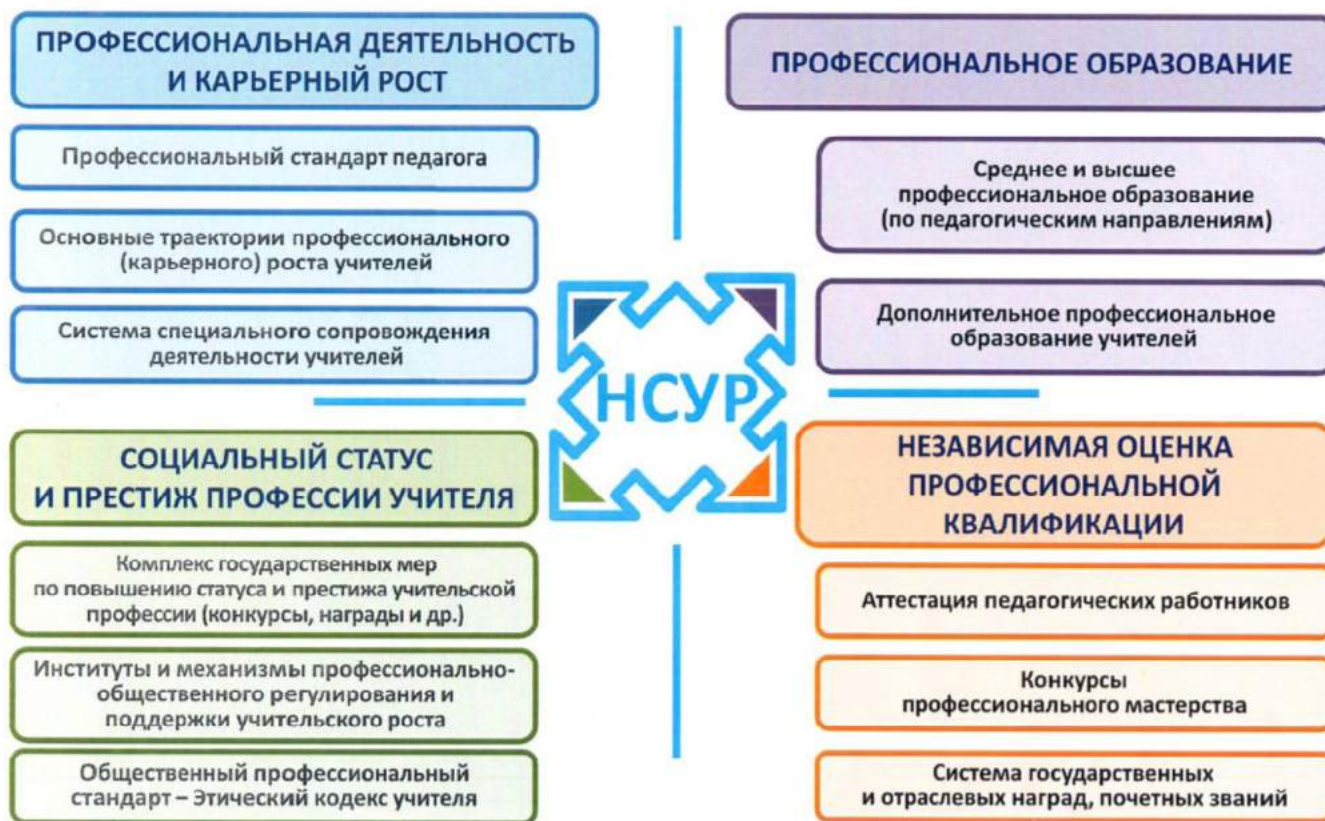 ПРОФЕССИОНАЛЬНАЯ ДЕЯТЕЛЬНОСТЬ
И КАРЬЕРНЫЙ РОСТ
Профессиональный стандарт педагога
Основные траектории профессионального
(карьерного) роста учителей
Система специального сопровождения
деятельности учителей
ПРОФЕССИОНАЛЬНОЕ ОБРАЗОВАНИЕ
Среднее и высшее
профессиональное образование
(по педагогическим направлениям)
Дополнительное профессиональное
образование учителей
НСУР
СОЦИАЛЬНЫЙ СТАТУС
И ПРЕСТИЖ ПРОФЕССИИ УЧИТЕЛЯ
Комплекс государственных мер
по повышению статуса и престижа учительской
профессии (конкурсы, награды и др.)
Институты и механизмы профессионально-
общественного регулирования и
поддержки учительского роста
Общественный профессиональный
стандарт – Этический кодекс учителя
НЕЗАВИСИМАЯ ОЦЕНКА
ПРОФЕССИОНАЛЬНОЙ
КВАЛИФИКАЦИИ
Аттестация педагогических работников
Конкурсы
профессионального мастерства
Система государственных
и отраслевых наград, почетных званий